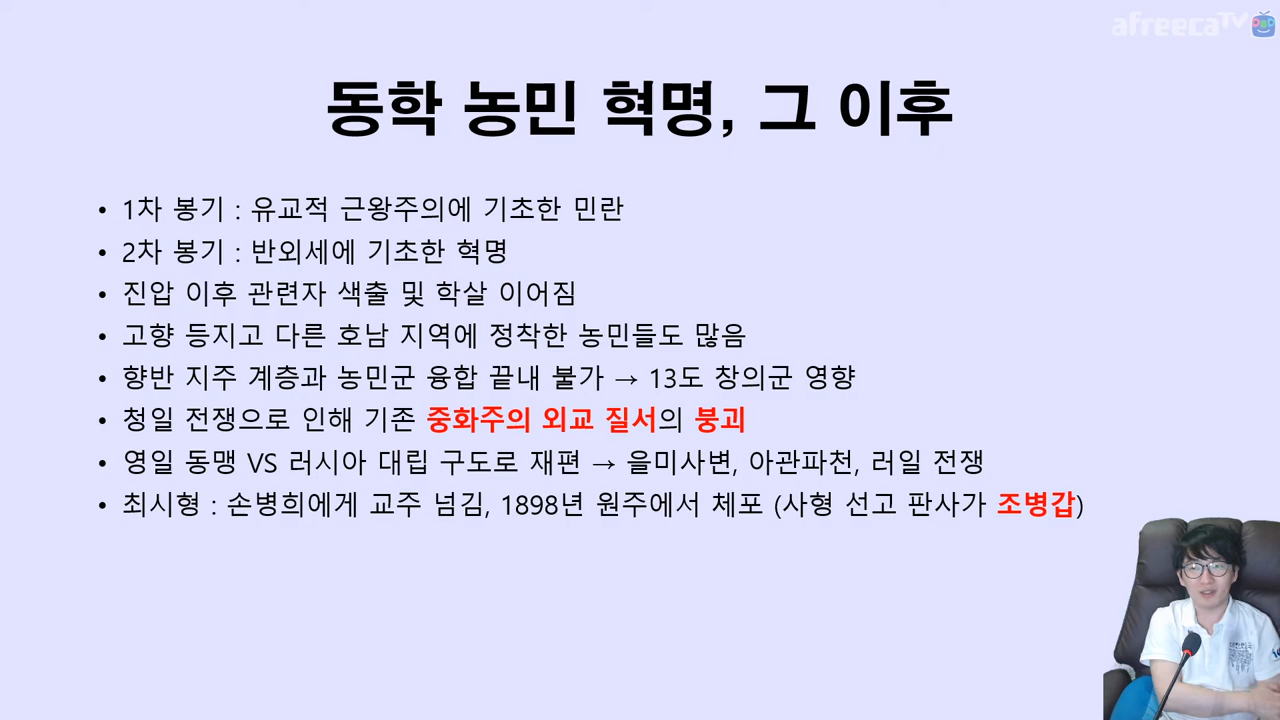 afreecaTV
동학 농민 혁명, 그 이후
• 1차 봉기 : 유교적 근왕주의에 기초한 민란
• 2차 봉기 : 반외세에 기초한 혁명
• 진압 이후 관련자 색출 및 학살 이어짐
• 고향 등지고 다른 호남 지역에 정착한 농민들도 많음
• 향반 지주 계층과 농민군 융합 끝내 불가 → 13도 창의군 영향
• 청일 전쟁으로 인해 기존 중화주의 외교 질서의 붕괴
• 영일 동맹 VS 러시아 대립 구도로 재편 → 을미사변, 아관파천, 러일 전쟁
• 최시형 : 손병희에게 교주 넘김, 1898년 원주에서 체포 (사형 선고 판사가 조병갑)